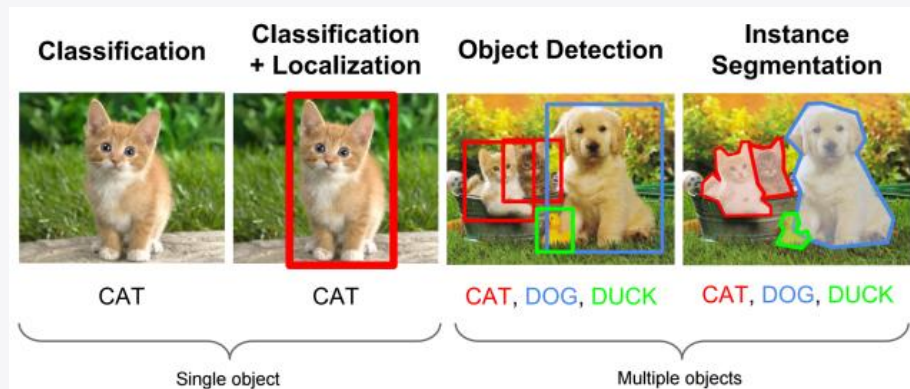 Classification
Classification
+ Localization
Object Detection
Instance
Segmentation
CAT
CAT
CAT, DOG, DUCK
CAT, DOG, DUCK
Single object
Multiple objects